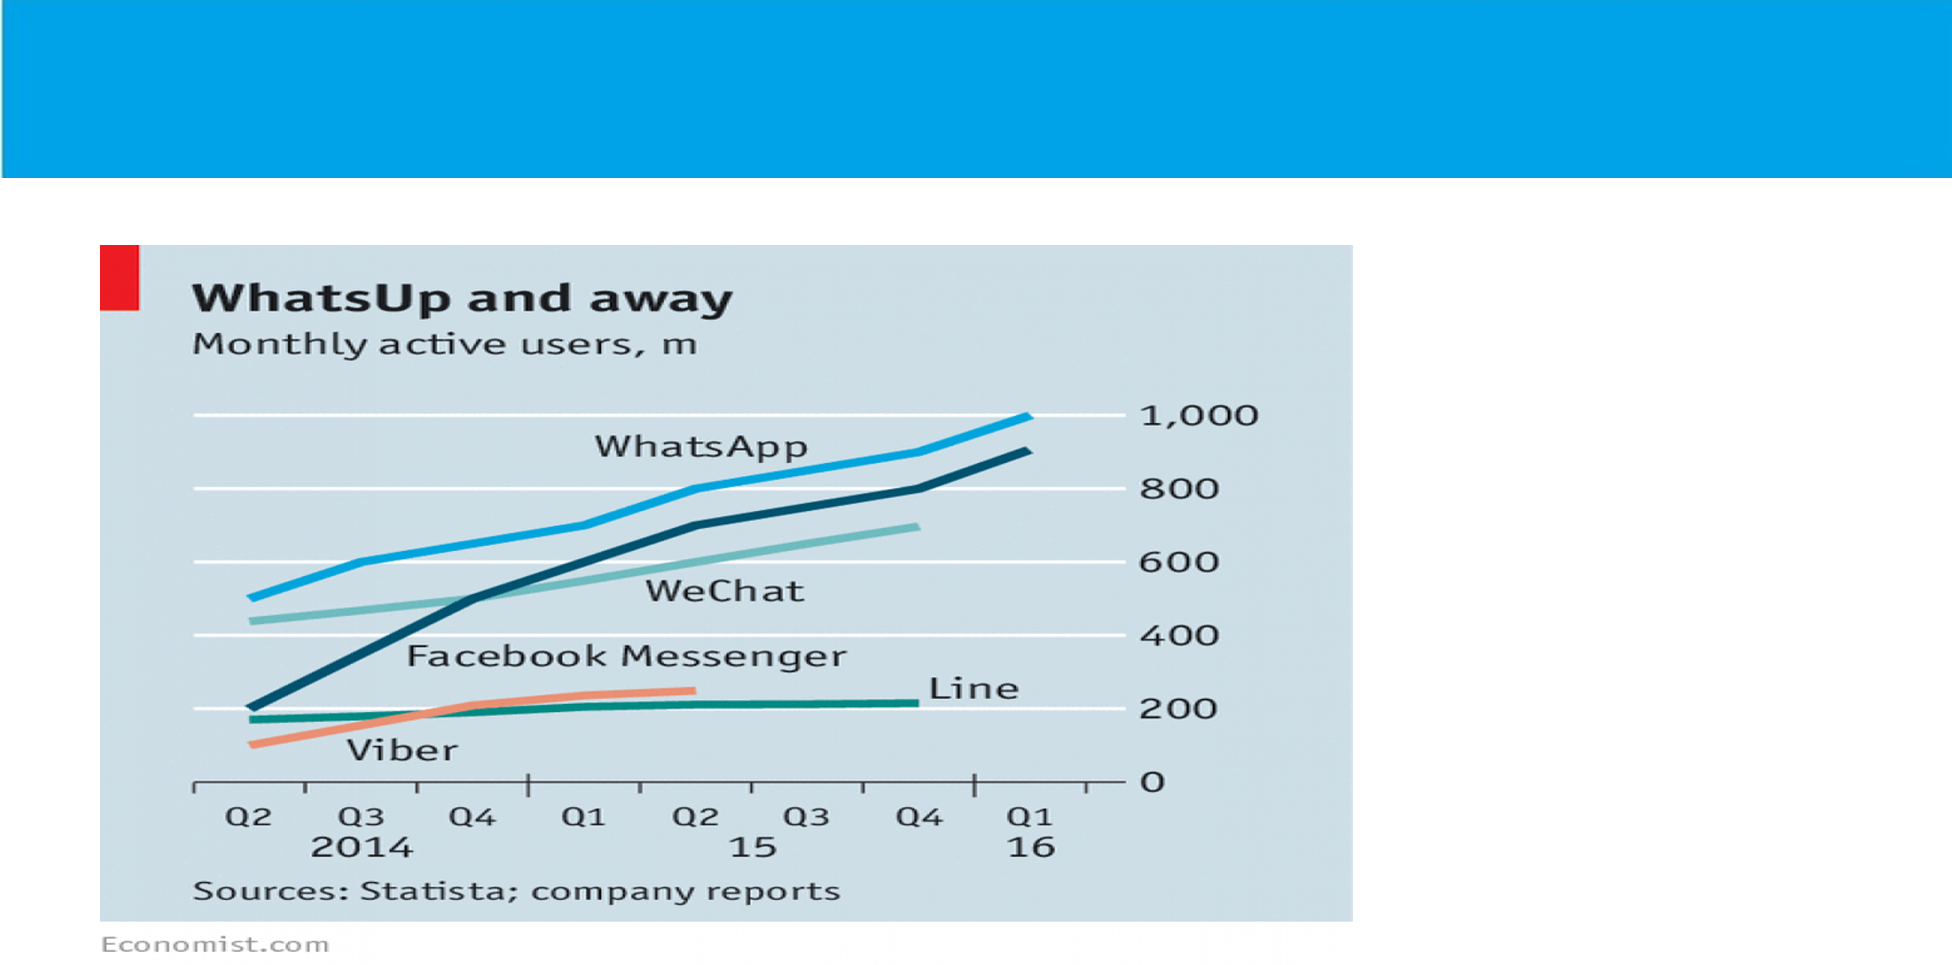 WhatsUp and away
Monthly active users, m
1,000
WhatsApp
800
600
WeChat
400
Facebook Messenger
Line
200
Viber
0
Q2 Q3 Q4 Q1 Q2 Q3 Q4 Q1
2014 15 16
Sources: Statista; company reports
Economist.com